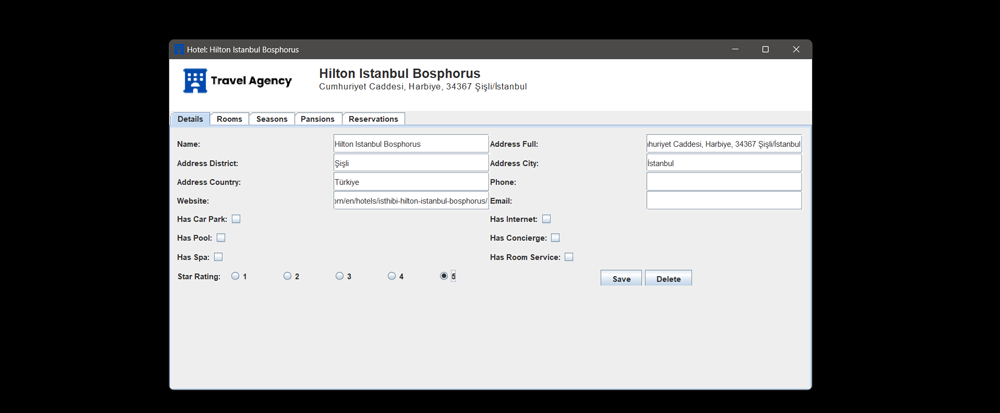 Hotel: Hilton Istanbul Bosphorus
Travel Agency
Hilton Istanbul Bosphorus
Cumhuriyet Caddesi, Harbiye, 34367 Şişli/İstanbul
Details Rooms Seasons Pansions Reservations
Name: Hilton Istanbul Bosphorus Address Full: huriyet Caddesi, Harbiye, 34367 Şişli/İstanbul
Address District: Şişli Address City: İstanbul
Address Country: Türkiye Phone:
Website: om/en/hotels/isthibi-hilton-istanbul-bosphorus/ Email:
Has Car Park: Has Internet:
Has Pool: Has Concierge:
Has Spa: Has Room Service:
Star Rating: 1 2 3 4 5 Save Delete